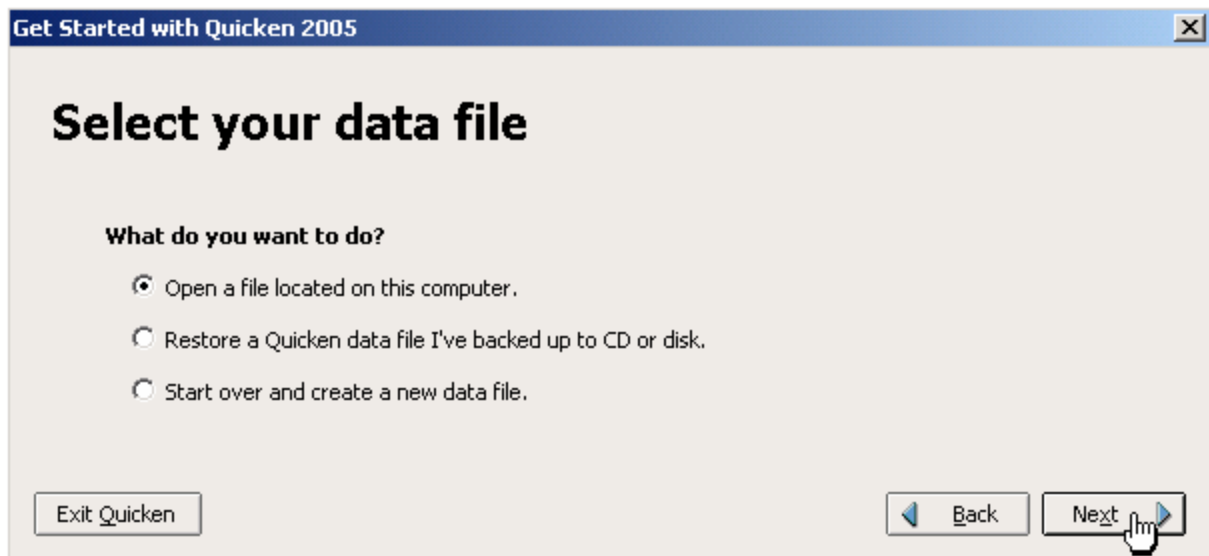 Get Started with Quicken 2005
Select your data file
What do you want to do?
Open a file located on this computer.
Restore a Quicken data file I've backed up to CD or disk.
Start over and create a new data file.
Exit Quicken
Back
Next